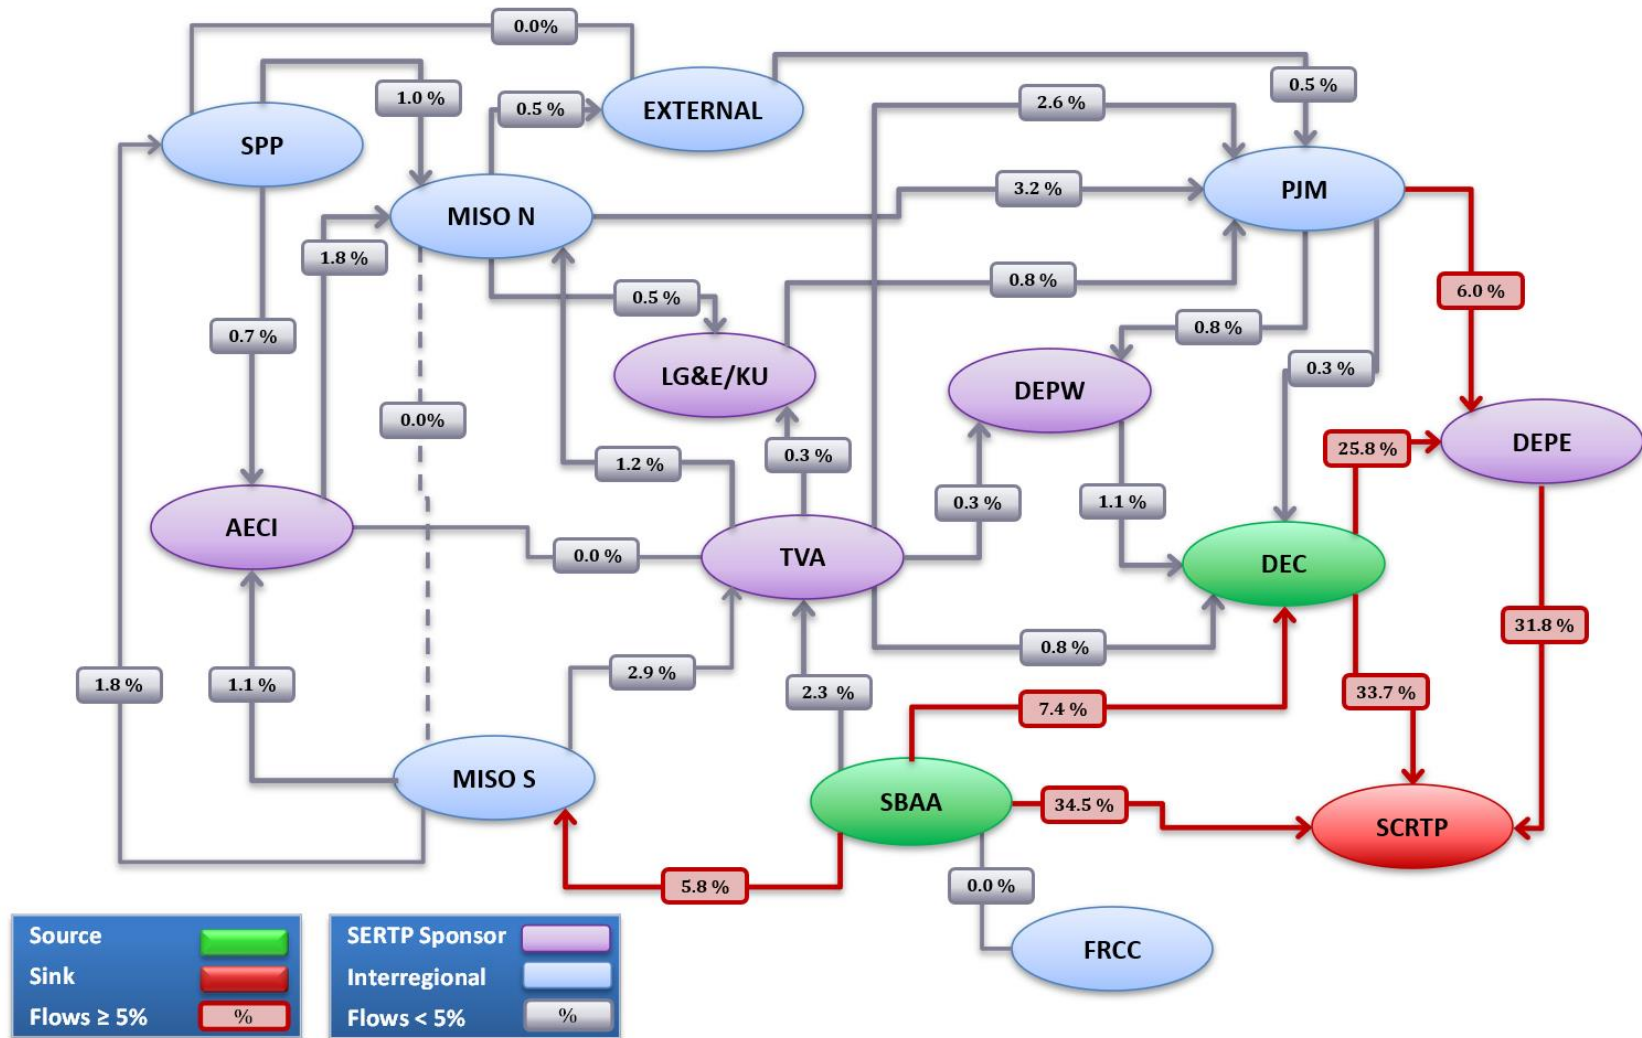 0.0%
1.0 %
0.5 %
EXTERNAL
2.6 %
0.5 %
SPP
MISO N
3.2 %
PJM
1.8 %
0.5 %
0.8 %
6.0 %
0.7 %
0.8 %
0.3 %
LG&E/KU
DEPW
0.0%
25.8 %
DEPE
1.2 %
0.3 %
0.3 %
1.1 %
AECI
0.0 %
TVA
DEC
31.8 %
1.8 %
1.1 %
2.9 %
2.3 %
0.8 %
33.7 %
7.4 %
MISO S
SBAA
34.5 %
SCRTP
5.8 %
0.0 %
FRCC
Source
Sink
Flows ≥ 5% %
SERTP Sponsor
Interregional
Flows < 5% %